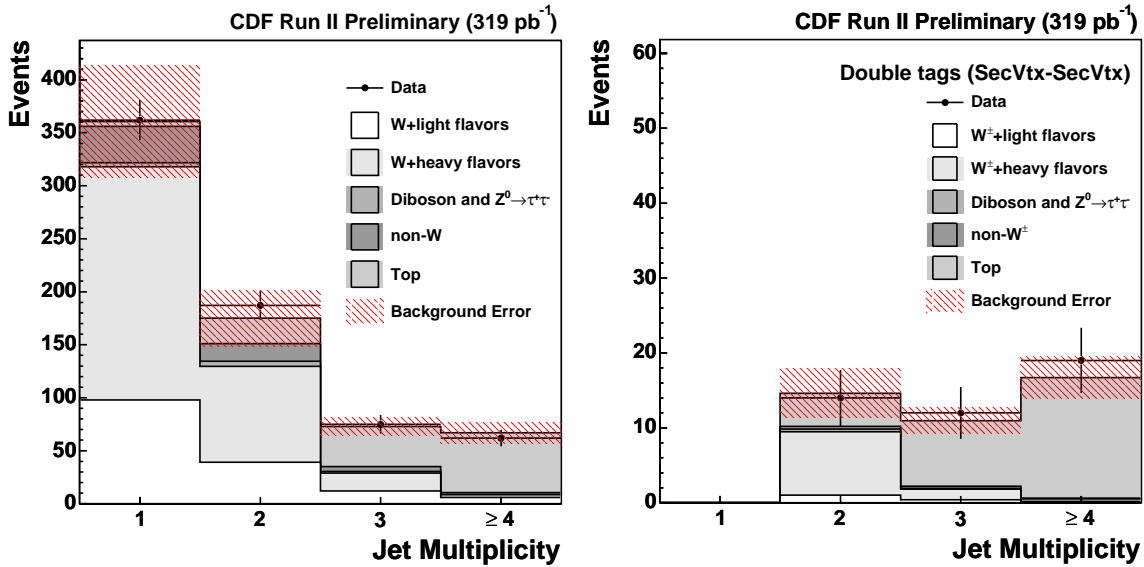 CDF Run II Preliminary (319 pb⁻¹)
Events
400
350
300
250
200
150
100
50
0
Data
W+light flavors
W+heavy flavors
Diboson and Z⁰→τ⁺τ⁻
non-W
Top
Background Error
1
2
3
≥ 4
Jet Multiplicity
CDF Run II Preliminary (319 pb⁻¹)
Events
60
50
40
30
20
10
0
Double tags (SecVtx-SecVtx)
Data
W±+light flavors
W±+heavy flavors
Diboson and Z⁰→τ⁺τ⁻
non-W±
Top
Background Error
1
2
3
≥ 4
Jet Multiplicity